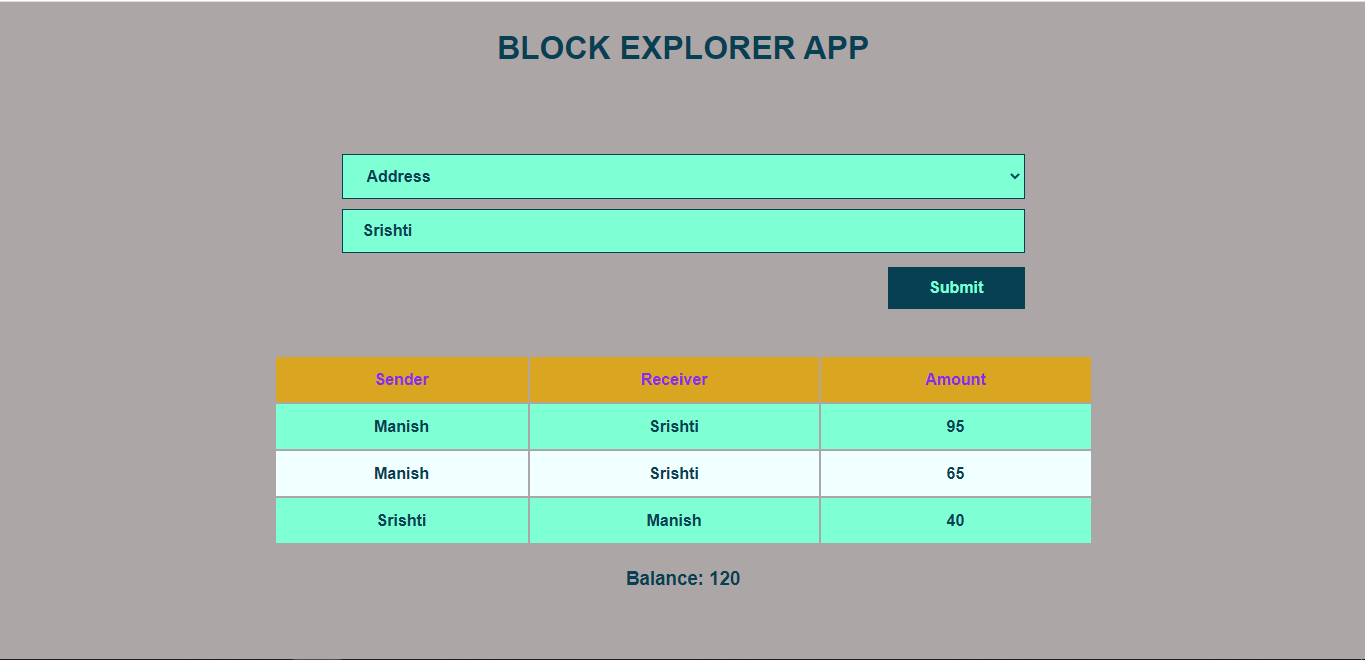 BLOCK EXPLORER APP
Address
Srishti
Submit
Sender Receiver Amount
Manish Srishti 95
Manish Srishti 65
Srishti Manish 40
Balance: 120